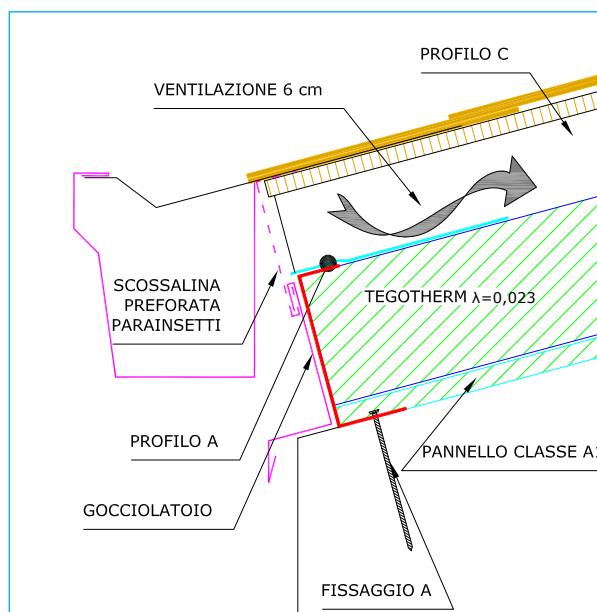 PROFILO C
VENTILAZIONE 6 cm
SCOSSALINA
PREFORATA
PARAINSETTI
TEGOTHERM λ=0,023
PROFILO A
PANNELLO CLASSE A1
GOCCIOLATOIO
FISSAGGIO A